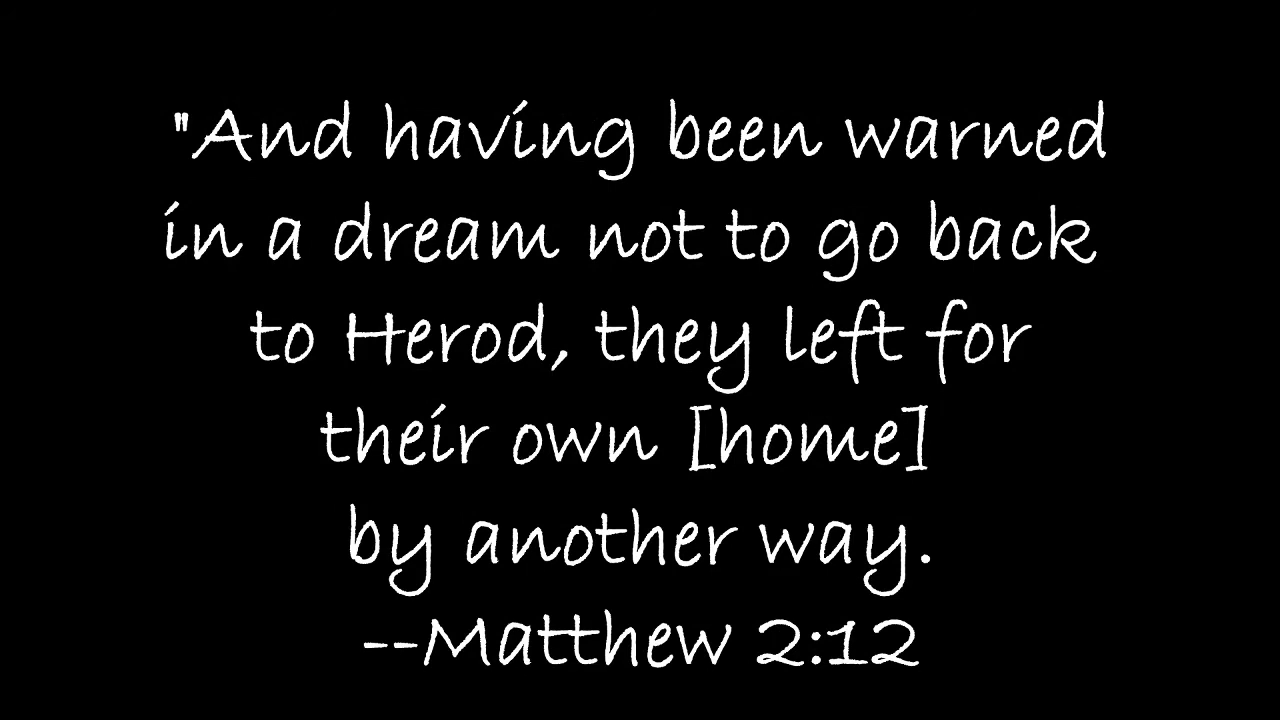 "And having been warned
in a dream not to go back
to Herod, they left for
their own [home]
by another way.
--Matthew 2:12